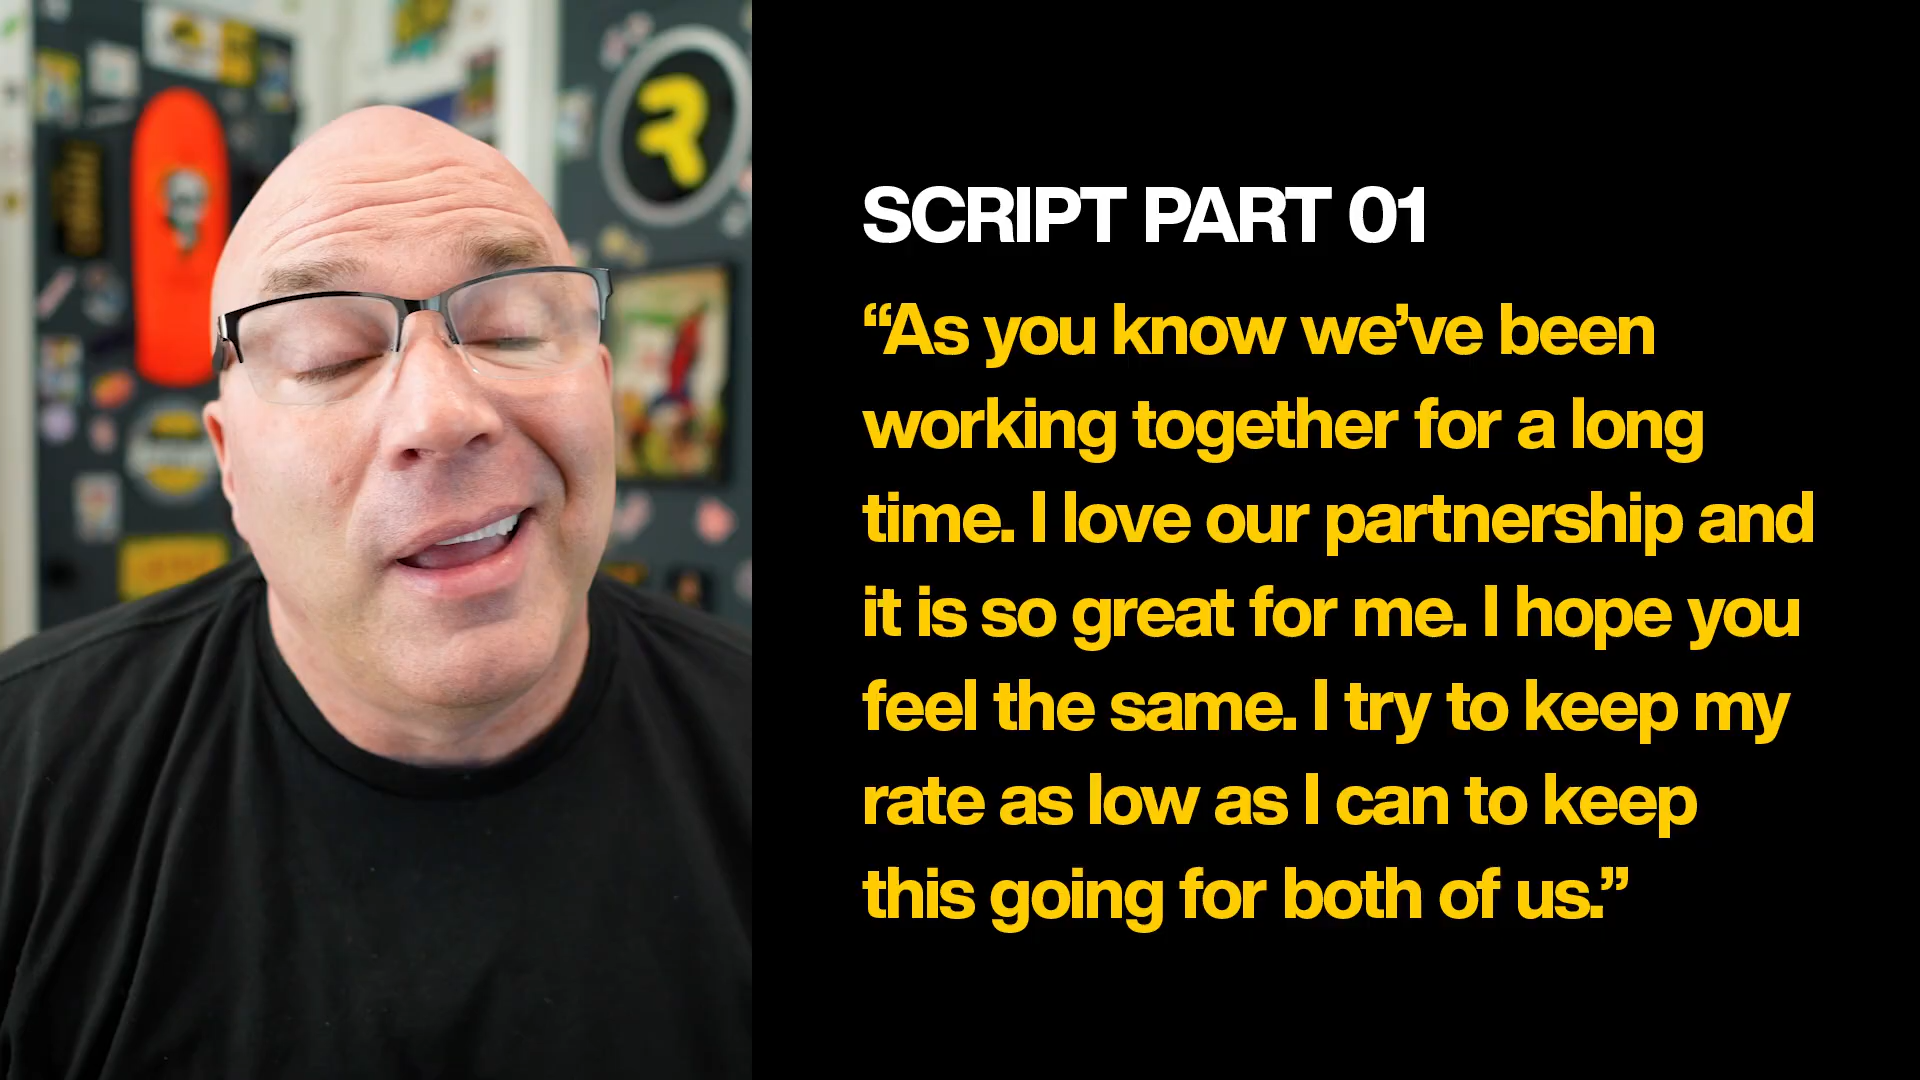 SCRIPT PART 01
“As you know we’ve been
working together for a long
time. I love our partnership and
it is so great for me. I hope you
feel the same. I try to keep my
rate as low as I can to keep
this going for both of us.”